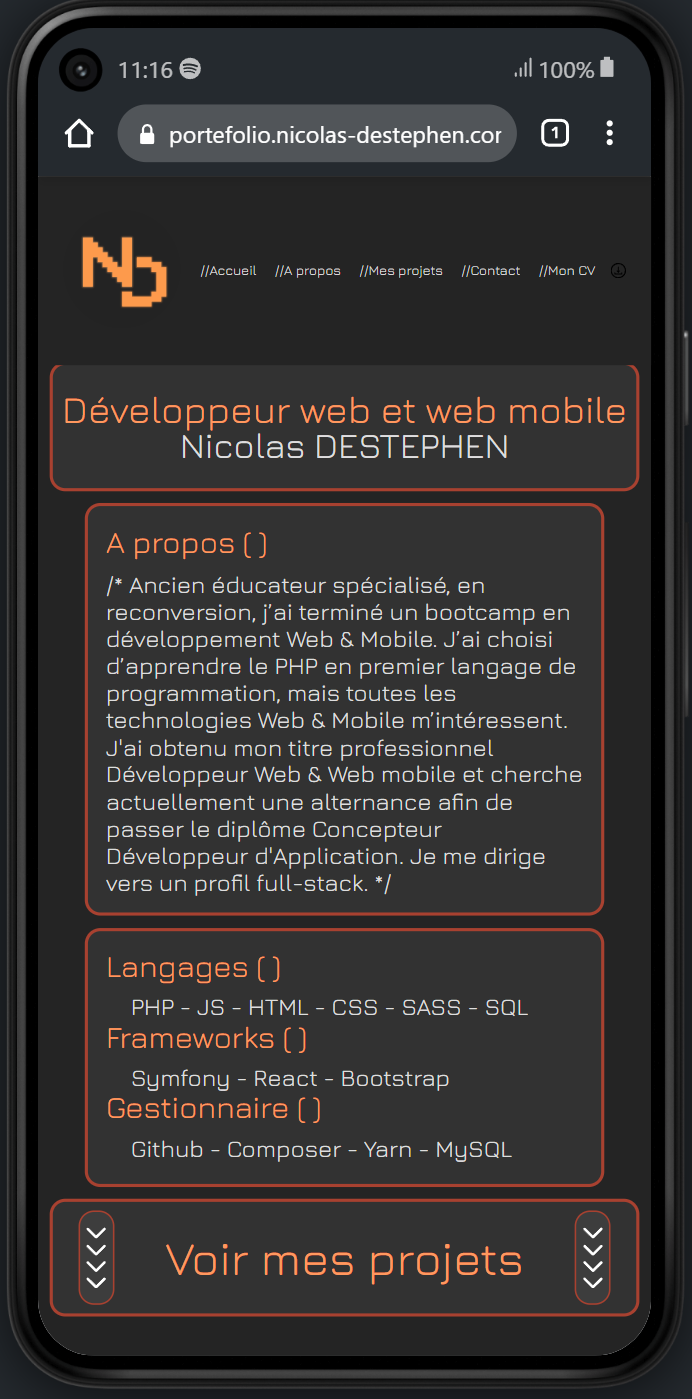 11:16 100%
portefolio.nicolas-destephen.cor 1
ND //Accueil //A propos //Mes projets //Contact //Mon CV
Développeur web et web mobile
Nicolas DESTEPHEN
A propos ( )
/* Ancien éducateur spécialisé, en
reconversion, j’ai terminé un bootcamp en
développement Web & Mobile. J’ai choisi
d’apprendre le PHP en premier langage de
programmation, mais toutes les
technologies Web & Mobile m’intéressent.
J'ai obtenu mon titre professionnel
Développeur Web & Web mobile et cherche
actuellement une alternance afin de
passer le diplôme Concepteur
Développeur d'Application. Je me dirige
vers un profil full-stack. */
Langages ( )
PHP - JS - HTML - CSS - SASS - SQL
Frameworks ( )
Symfony - React - Bootstrap
Gestionnaire ( )
Github - Composer - Yarn - MySQL
Voir mes projets